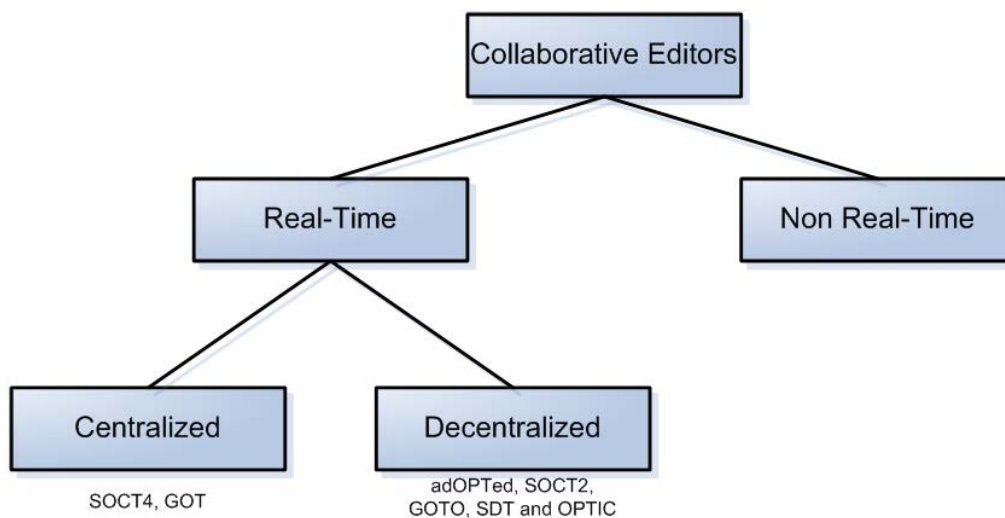 Collaborative Editors
Real-Time
Non Real-Time
Centralized
Decentralized
SOCT4, GOT
adOPTed, SOCT2,
GOTO, SDT and OPTIC